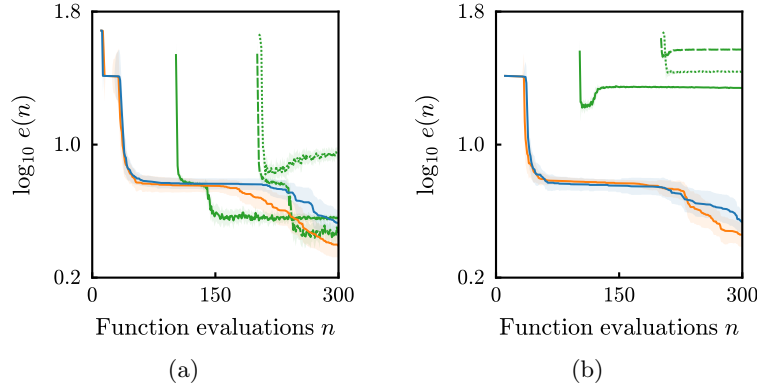 1.8
1.0
0.2
log₁₀ e(n)
0
150
300
Function evaluations n
(a)
1.8
1.0
0.2
log₁₀ e(n)
0
150
300
Function evaluations n
(b)